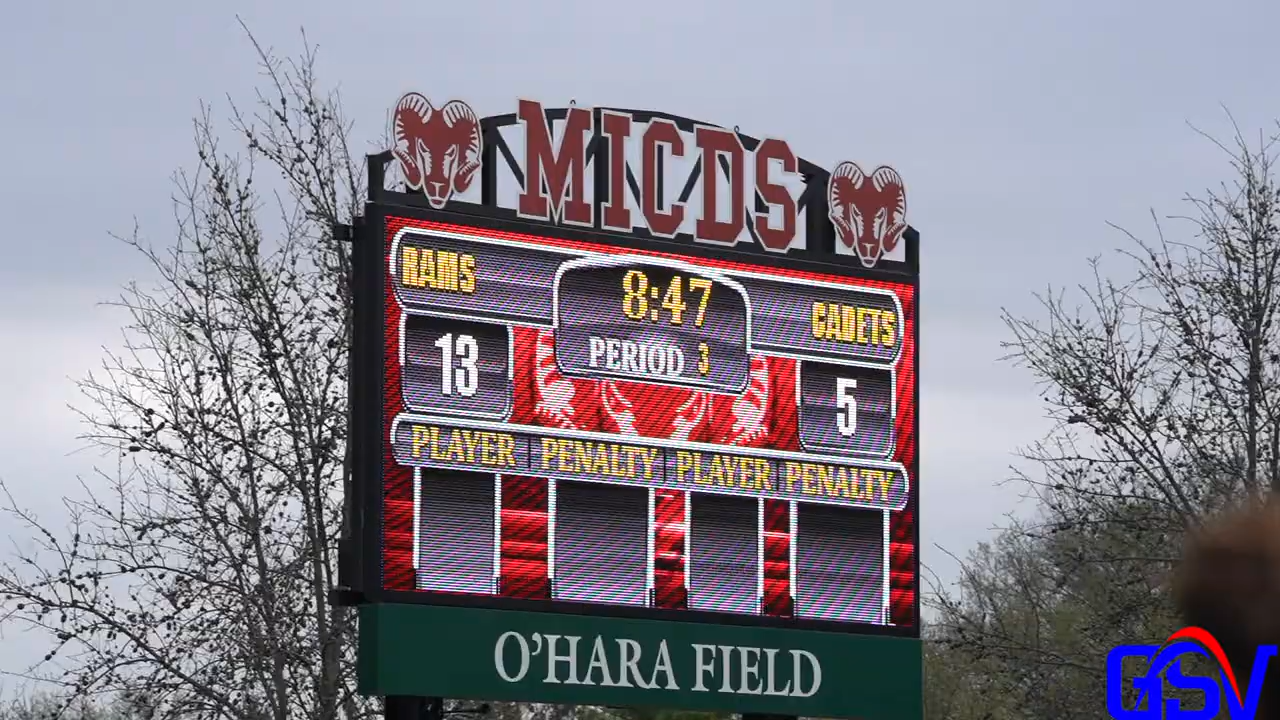 MICDS
RAMS 8:47 CADETS
13 PERIOD 3 5
PLAYER PENALTY PLAYER PENALTY
O'HARA FIELD
GSV